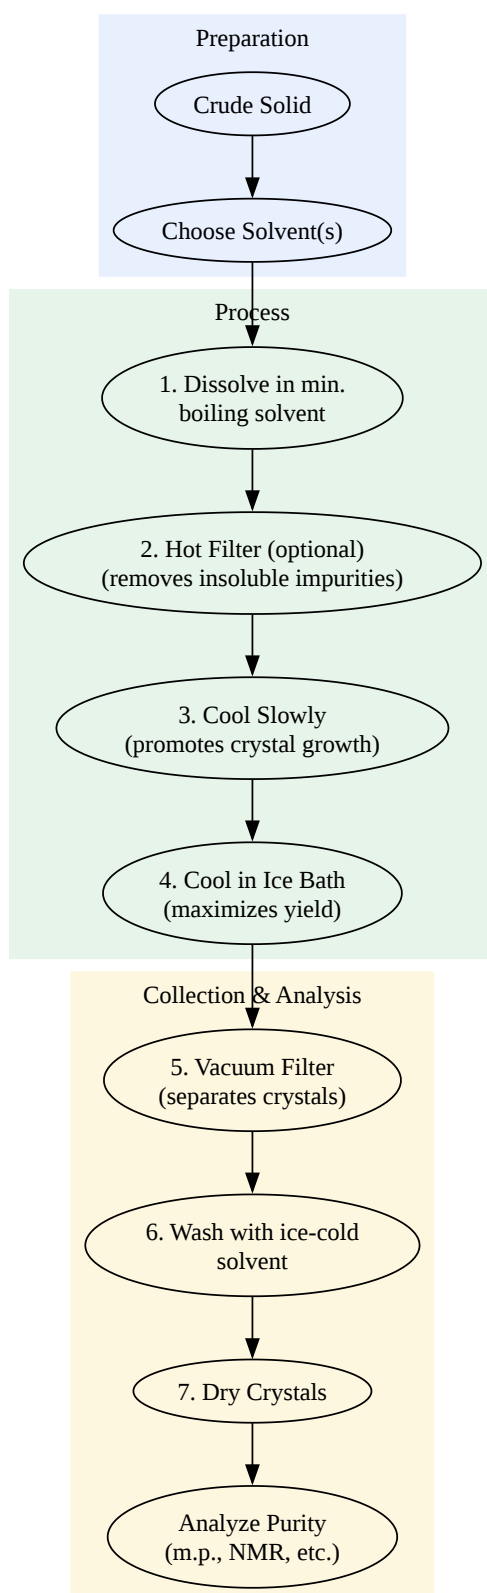 Preparation
Crude Solid
Choose Solvent(s)
Process
1. Dissolve in min.
boiling solvent
2. Hot Filter (optional)
(removes insoluble impurities)
3. Cool Slowly
(promotes crystal growth)
4. Cool in Ice Bath
(maximizes yield)
Collection & Analysis
5. Vacuum Filter
(separates crystals)
6. Wash with ice-cold
solvent
7. Dry Crystals
Analyze Purity
(m.p., NMR, etc.)